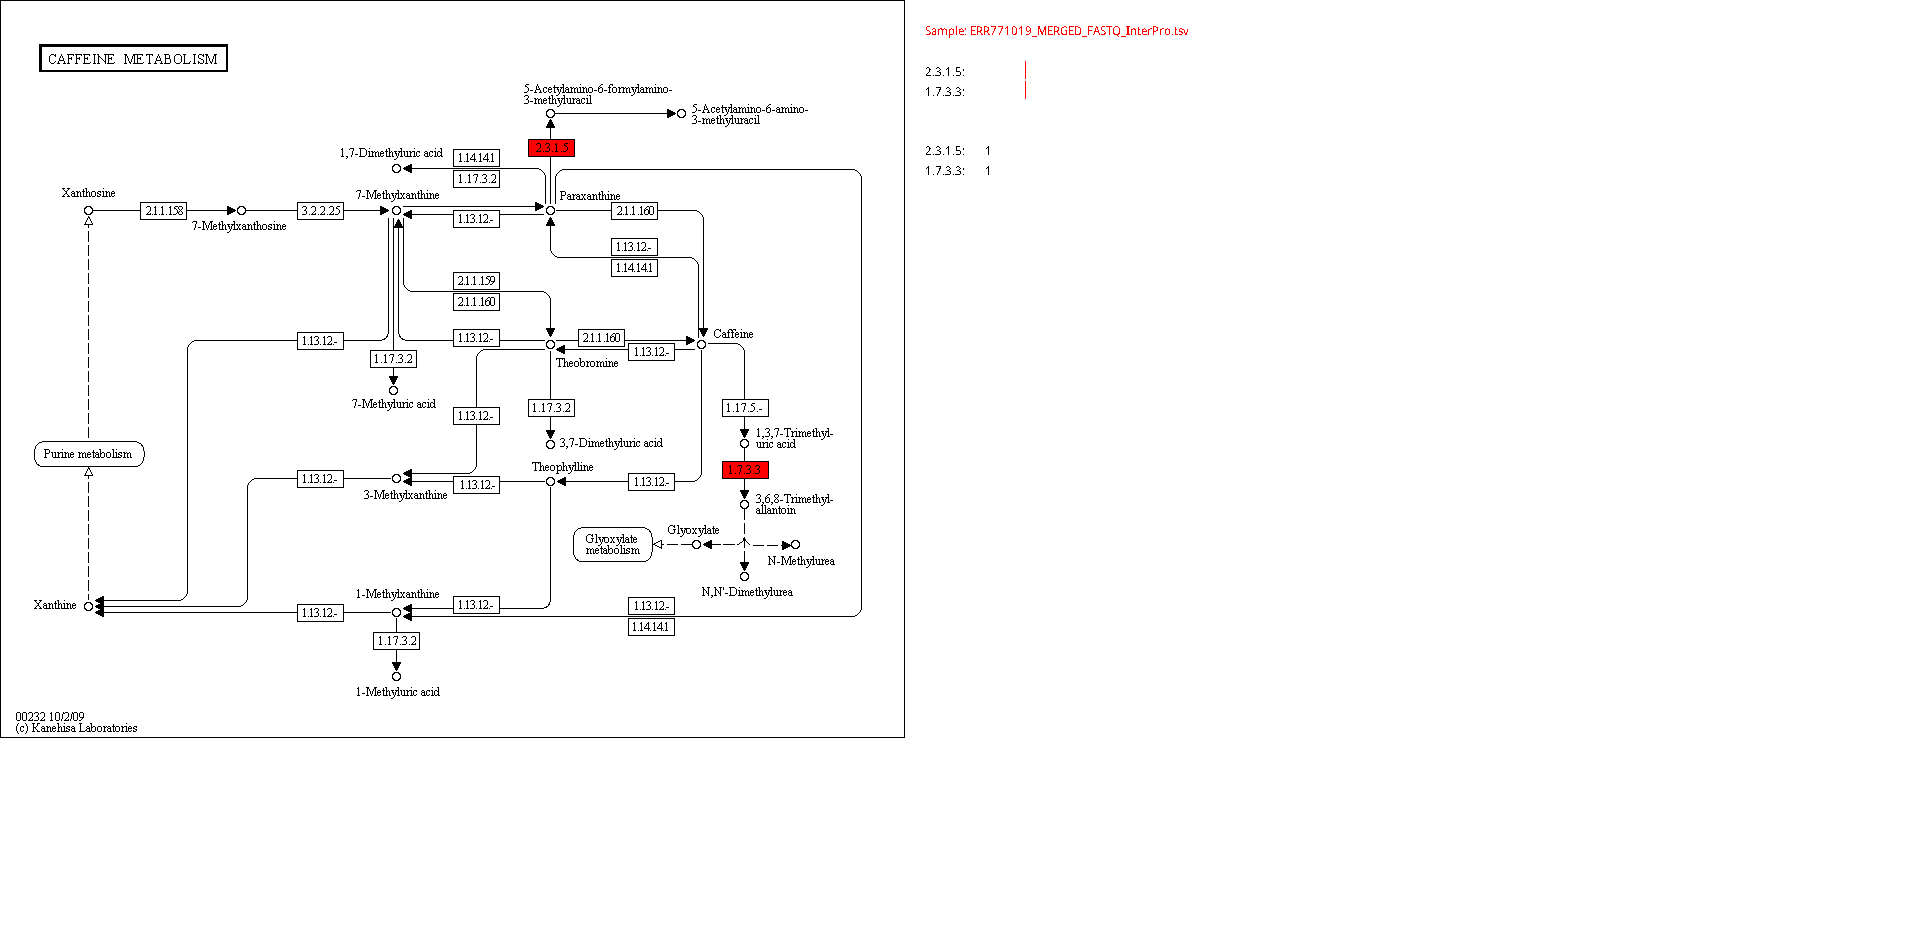 CAFFEINE METABOLISM
Sample: ERR771019_MERGED_FASTQ_InterPro.tsv
2.3.1.5:
1.7.3.3:
2.3.1.5: 1
1.7.3.3: 1
5-Acetylamino-6-formylamino-
3-methyluracil
5-Acetylamino-6-amino-
3-methyluracil
2.3.1.5
1,7-Dimethyluric acid
1.14.14.1
1.17.3.2
Xanthosine
7-Methylxanthine
Paraxanthine
2.1.1.158
3.2.2.25
1.13.12.-
2.1.1.160
7-Methylxanthosine
1.13.12.-
1.14.14.1
2.1.1.159
2.1.1.160
1.13.12.-
1.13.12.-
2.1.1.160
Caffeine
1.13.12.-
1.17.3.2
Theobromine
7-Methyluric acid
1.13.12.-
1.17.3.2
1.17.5.-
3,7-Dimethyluric acid
1,3,7-Trimethyl-
uric acid
Purine metabolism
Theophylline
1.7.3.3
1.13.12.-
1.13.12.-
1.13.12.-
3-Methylxanthine
3,6,8-Trimethyl-
allantoin
Glyoxylate
Glyoxylate
metabolism
N-Methylurea
N,N'-Dimethylurea
1-Methylxanthine
Xanthine
1.13.12.-
1.13.12.-
1.13.12.-
1.14.14.1
1.17.3.2
1-Methyluric acid
00232 10/2/09
(c) Kanehisa Laboratories